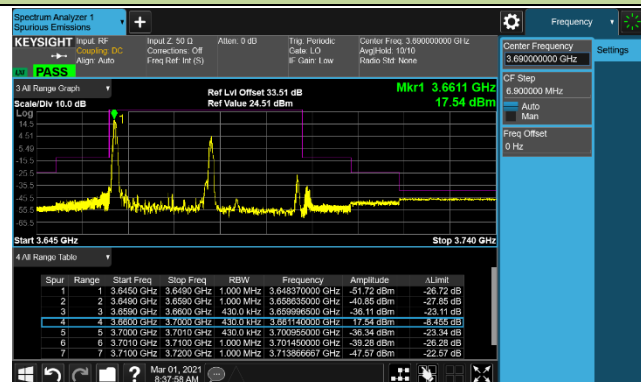 Spectrum Analyzer 1
Spurious Emissions
Frequency
KEYSIGHT
Input: RF
Coupling: DC
Align: Auto
Input Z: 50 Ω
Corrections: Off
Freq Ref: Int (S)
Atten: 0 dB
Trig: Periodic
Gate: LO
IF Gain: Low
Center Freq: 3.690000000 GHz
Avg|Hold: 10/10
Radio Std: None
PASS
Center Frequency
3.690000000 GHz
Settings
CF Step
6.900000 MHz
Auto
Man
Freq Offset
0 Hz
3 All Range Graph
Scale/Div 10.0 dB
Ref Lvl Offset 33.51 dB
Ref Value 24.51 dBm
Mkr1 3.6611 GHz
17.54 dBm
Log
14.5
4.51
-5.49
-15.5
-25.5
-35.5
-45.5
-55.5
-65.5
1
Start 3.645 GHz
Stop 3.740 GHz
4 All Range Table
Spur Range Start Freq Stop Freq RBW Frequency Amplitude ΔLimit
1 1 3.6450 GHz 3.6490 GHz 1.000 MHz 3.648370000 GHz -51.72 dBm -26.72 dB
2 2 3.6490 GHz 3.6590 GHz 1.000 MHz 3.658635000 GHz -40.85 dBm -27.85 dB
3 3 3.6590 GHz 3.6600 GHz 430.0 kHz 3.659996500 GHz -36.11 dBm -23.11 dB
4 4 3.6600 GHz 3.7000 GHz 430.0 kHz 3.661140000 GHz 17.54 dBm -8.455 dB
5 5 3.7000 GHz 3.7010 GHz 430.0 kHz 3.700955000 GHz -36.34 dBm -23.34 dB
6 6 3.7010 GHz 3.7100 GHz 1.000 MHz 3.701450000 GHz -39.28 dBm -26.28 dB
7 7 3.7100 GHz 3.7200 GHz 1.000 MHz 3.713866667 GHz -47.57 dBm -22.57 dB
Mar 01, 2021
8:37:58 AM